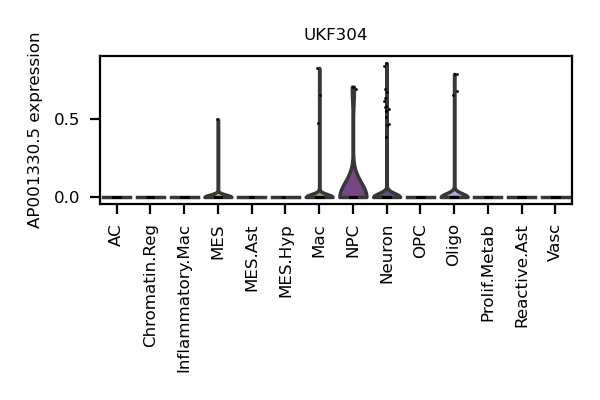 UKF304
AP001330.5 expression
0.5
0.0
AC
Chromatin.Reg
Inflammatory.Mac
MES
MES.Ast
MES.Hyp
Mac
NPC
Neuron
OPC
Oligo
Prolif.Metab
Reactive.Ast
Vasc